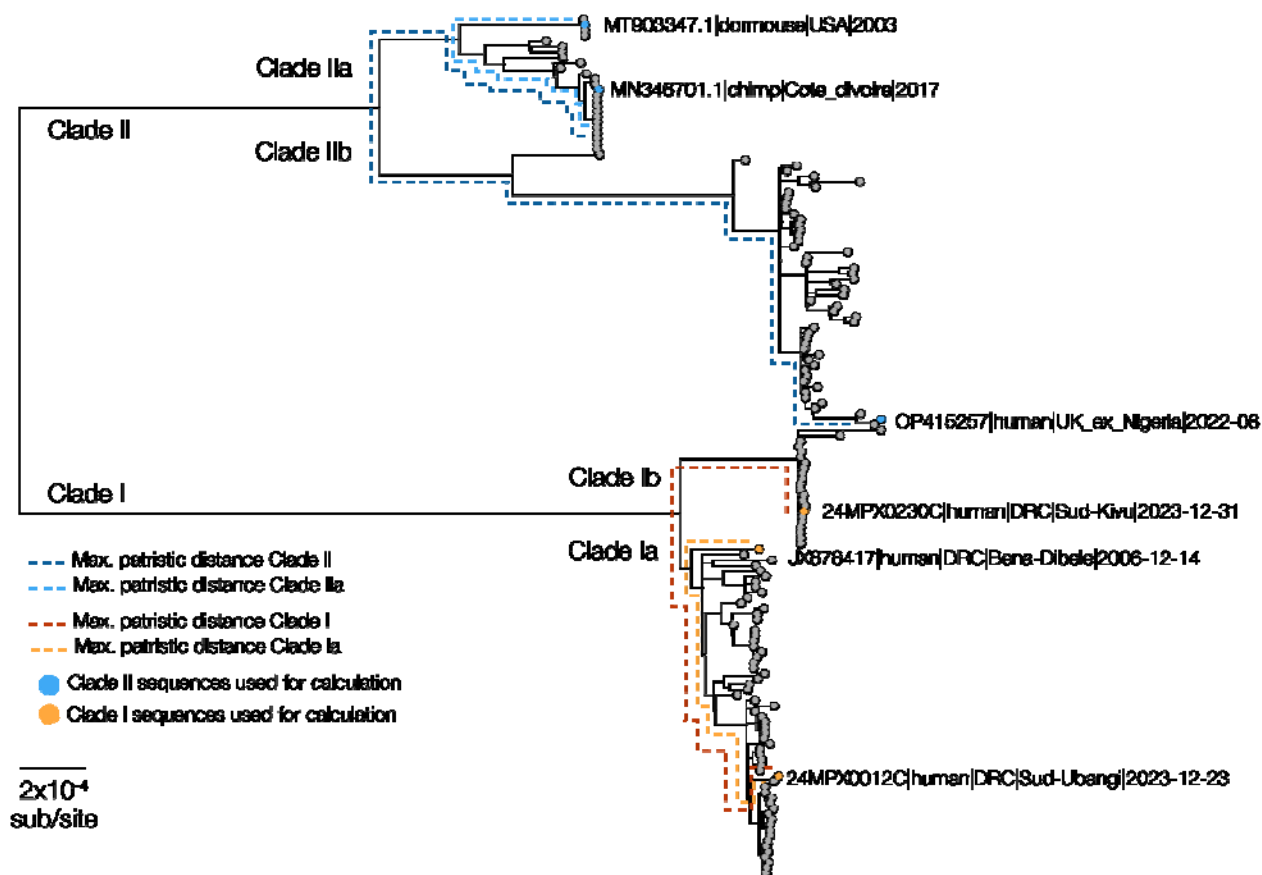 MT903347.1|dormouse|USA|2003
Clade IIa
MN346701.1|chimp|Cote_divoire|2017
Clade II
Clade IIb
OP415257|human|UK_ex_Nigeria|2022-06
Clade Ib
Clade I
24MPX0230C|human|DRC|Sud-Kivu|2023-12-31
Clade Ia
JX878417|human|DRC|Bena-Dibele|2006-12-14
Max. patristic distance Clade II
Max. patristic distance Clade IIa
Max. patristic distance Clade I
Max. patristic distance Clade Ia
Clade II sequences used for calculation
Clade I sequences used for calculation
24MPX0012C|human|DRC|Sud-Ubangi|2023-12-23
2x10⁻⁴
sub/site